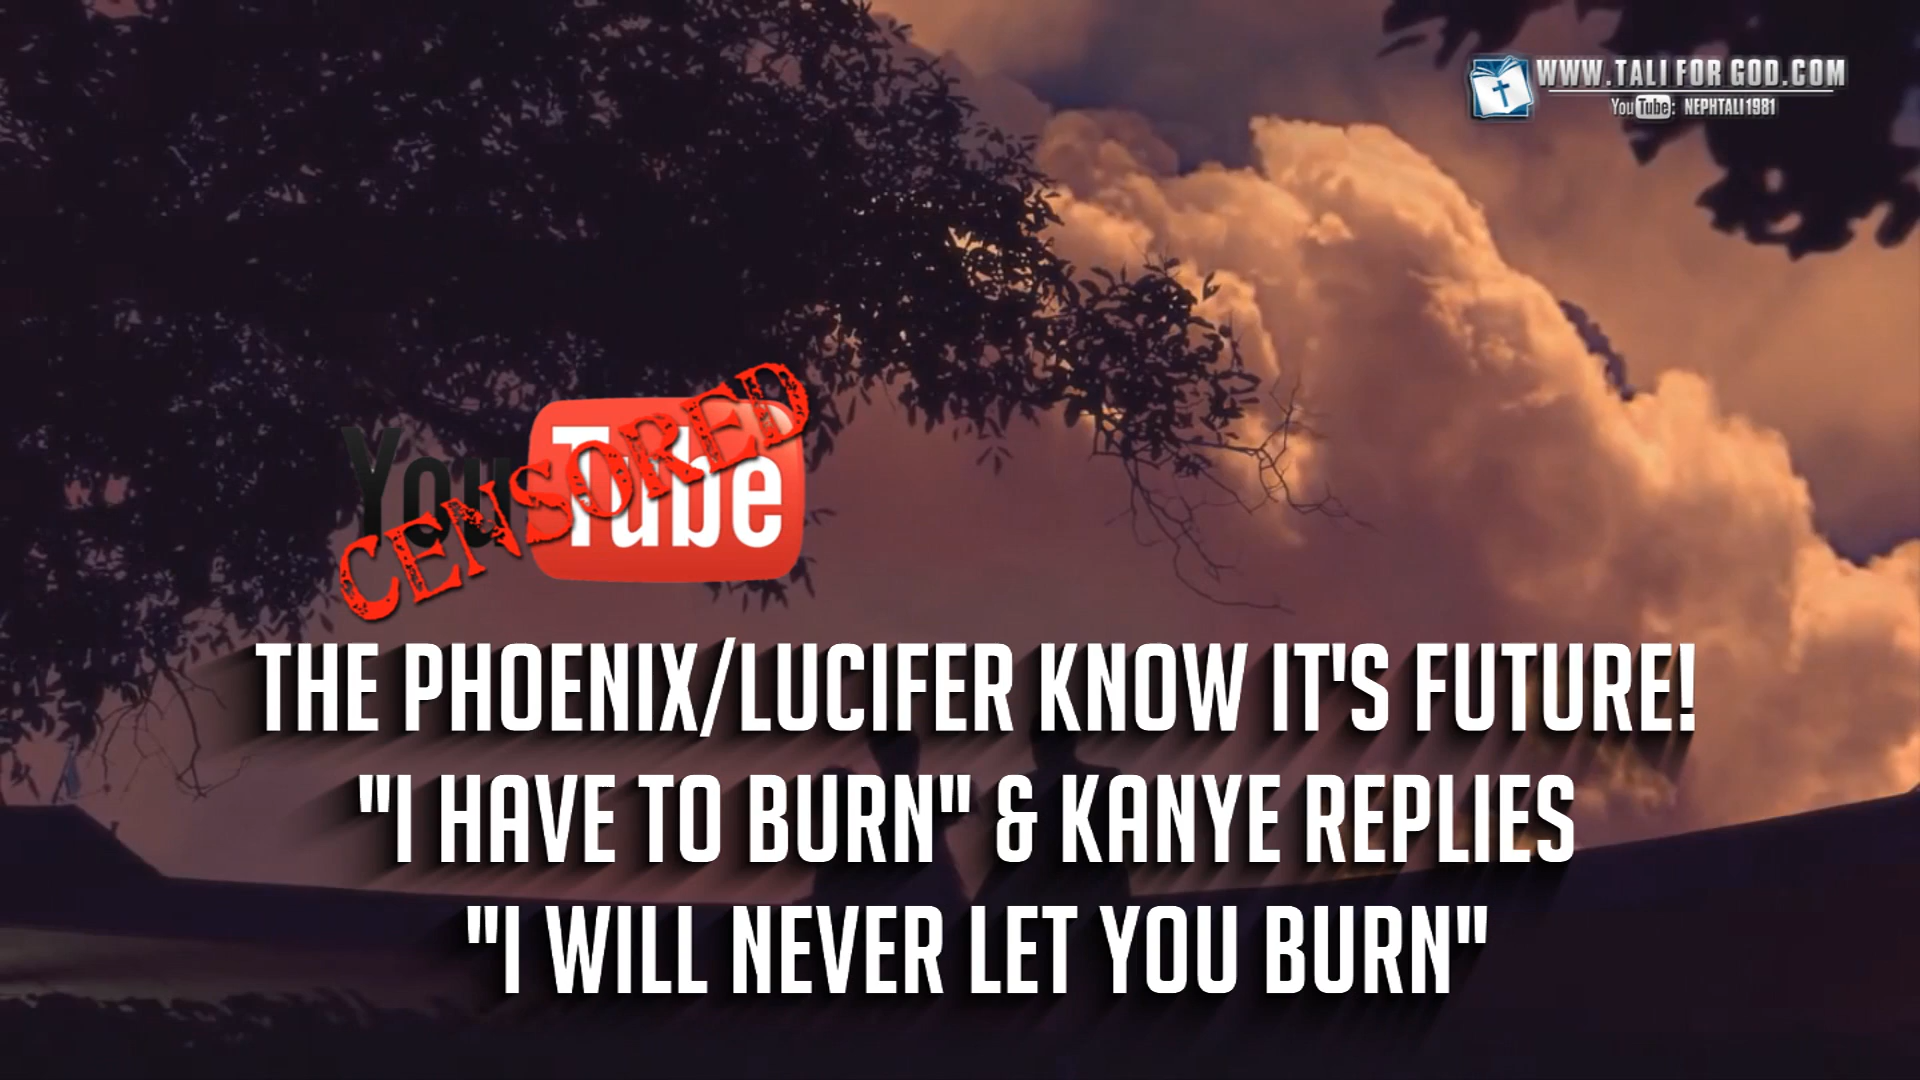 WWW.TALI FOR GOD.COM
YouTube: NEPHTALI1981
YouTube
CENSORED
THE PHOENIX/LUCIFER KNOW IT'S FUTURE!
"I HAVE TO BURN" & KANYE REPLIES
"I WILL NEVER LET YOU BURN"